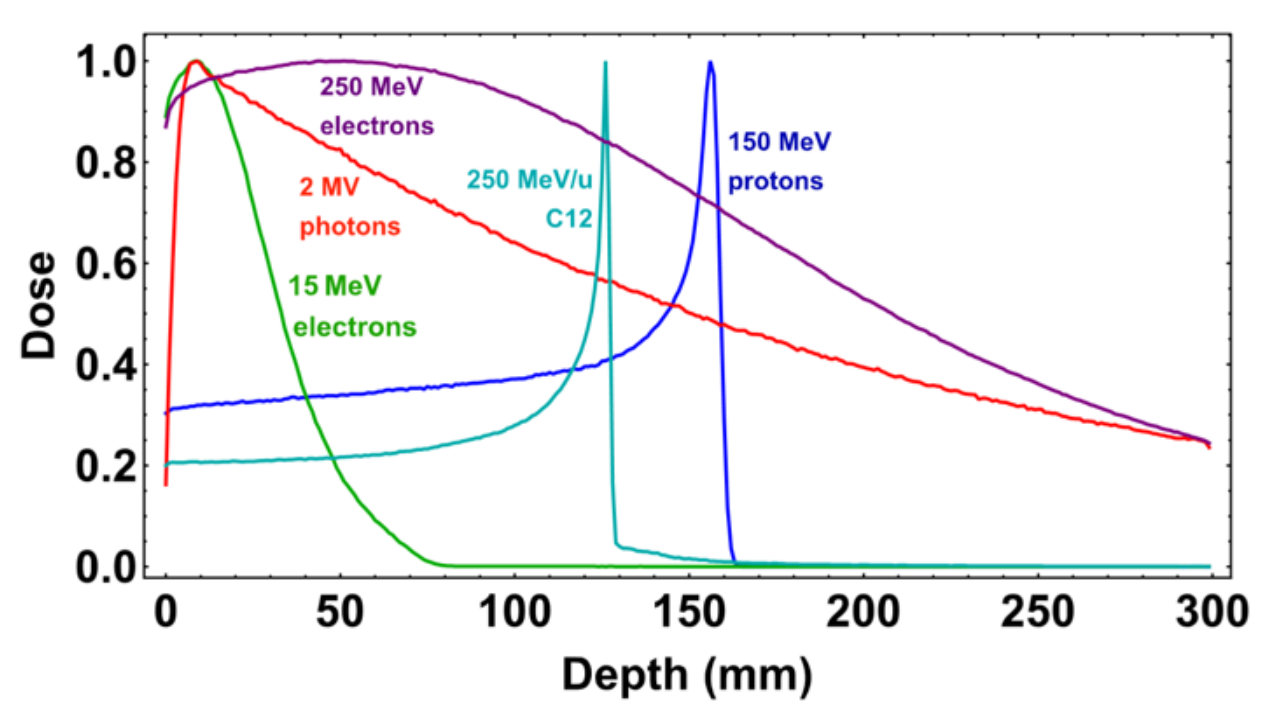 1.0
0.8
0.6
0.4
0.2
0.0
Dose
250 MeV
electrons
2 MV
photons
15 MeV
electrons
250 MeV/u
C12
150 MeV
protons
0 50 100 150 200 250 300
Depth (mm)